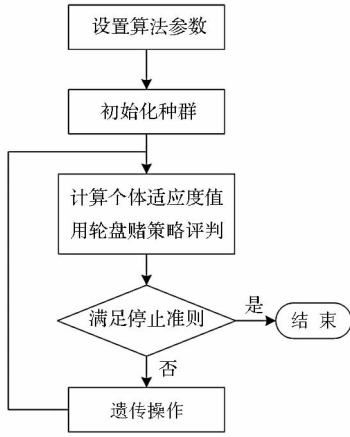 设置算法参数
初始化种群
计算个体适应度值
用轮盘赌策略评判
满足停止准则
是
结 束
否
遗传操作